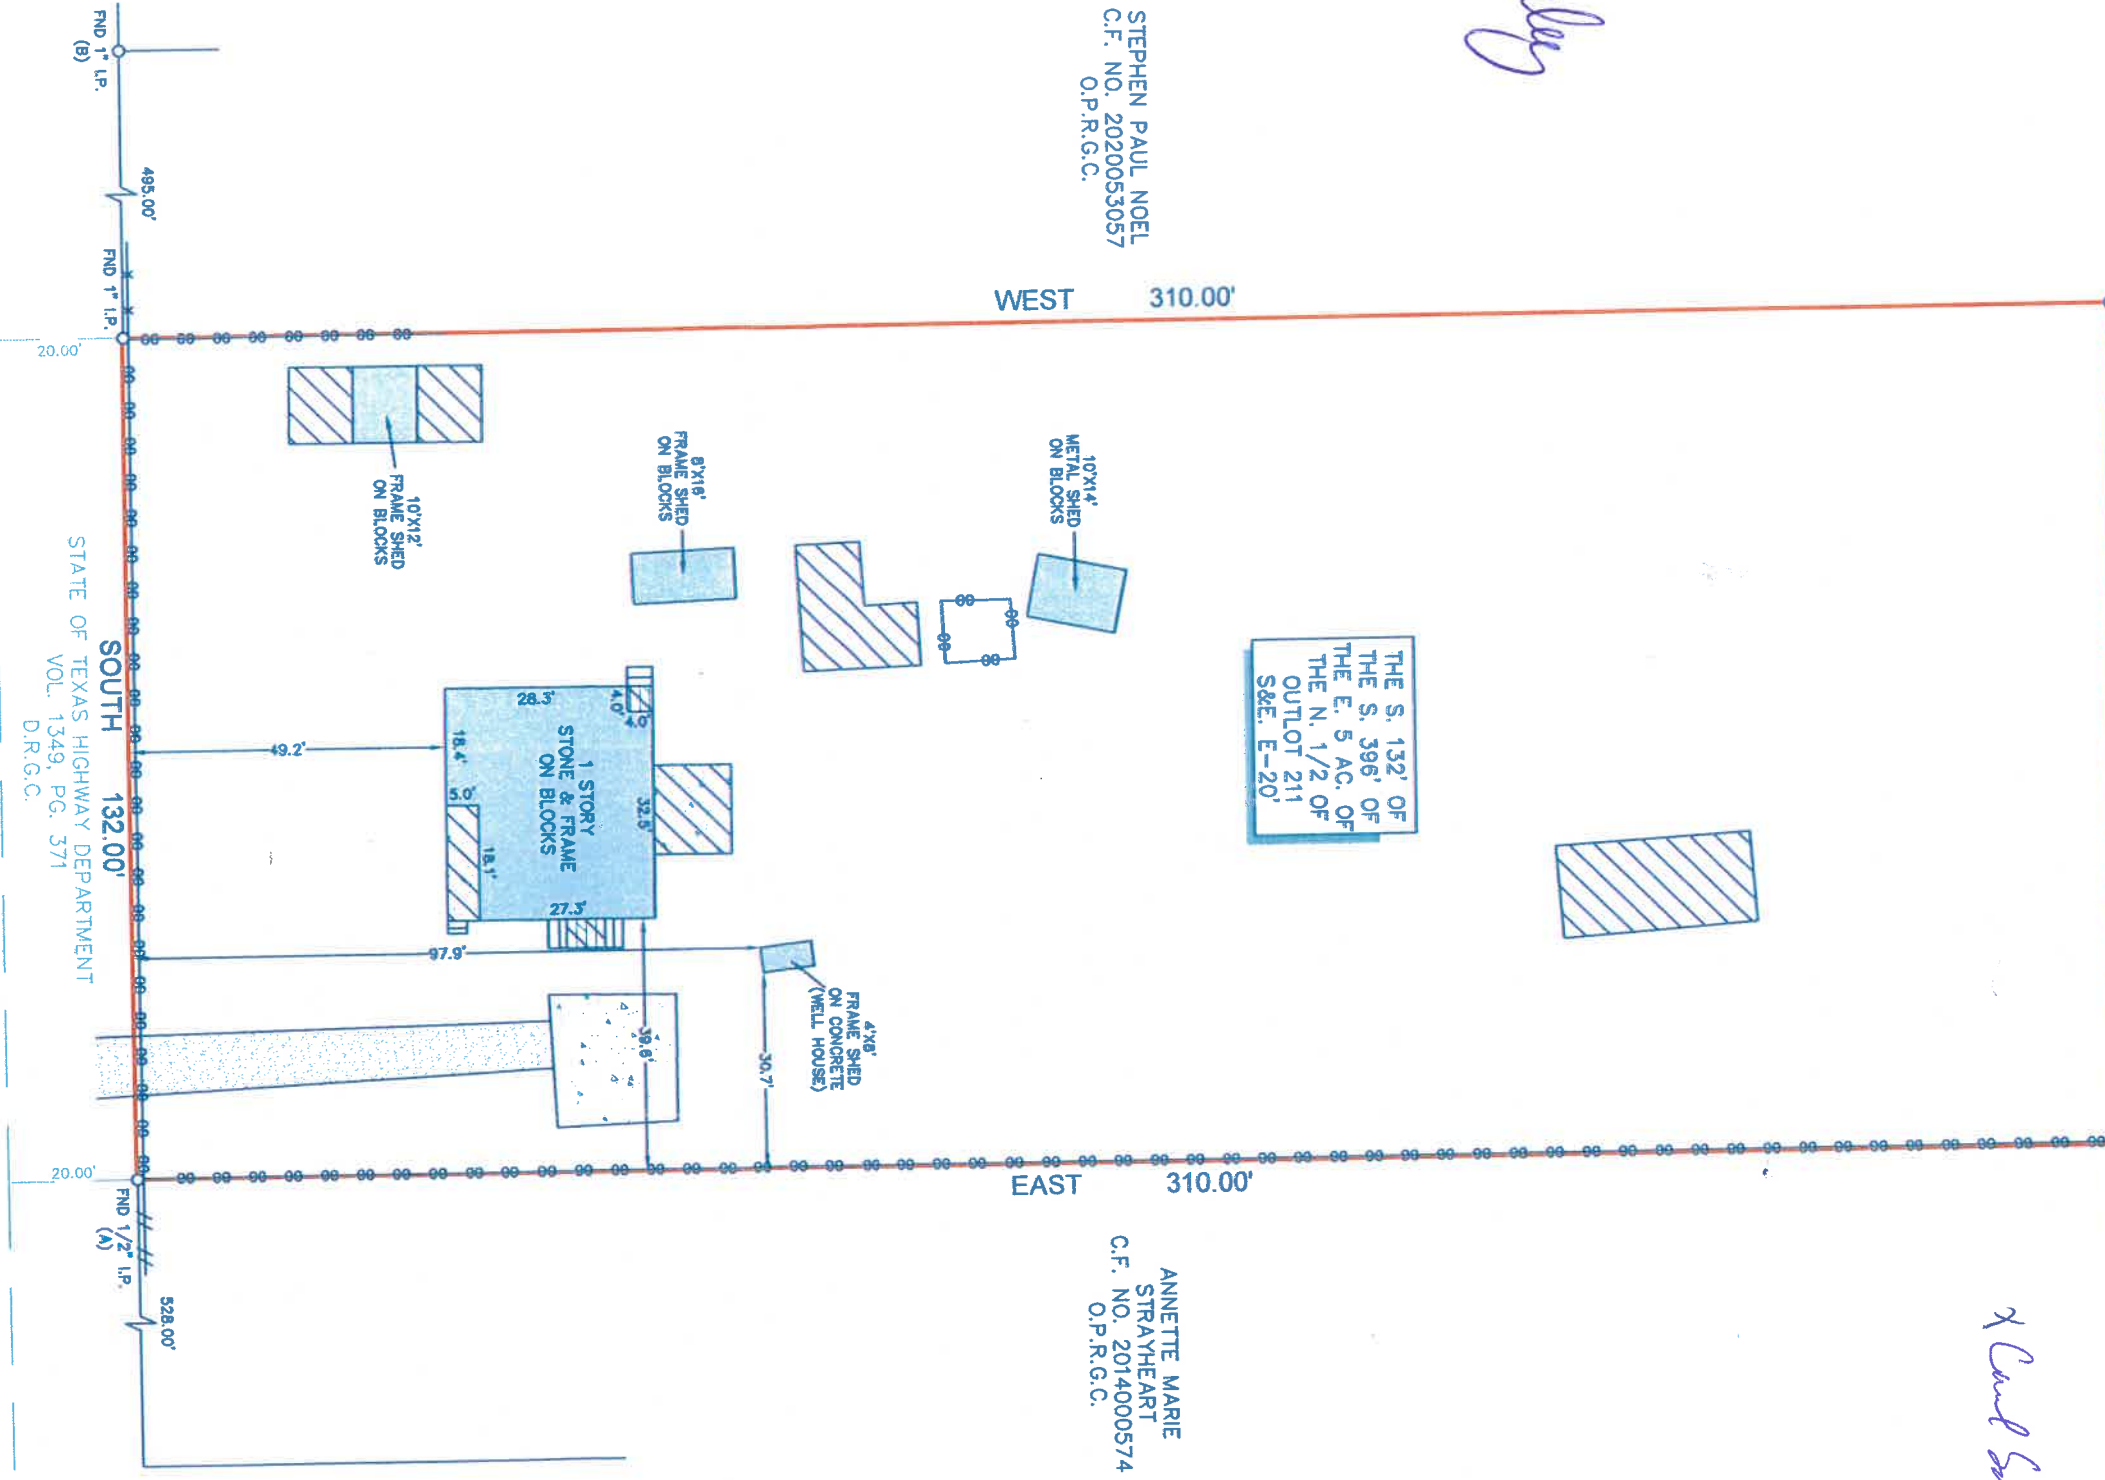 STEPHEN PAUL NOEL
C.F. NO. 2020053057
O.P.R.G.C.
WEST 310.00'
FND 1" I.P.
(B)
495.00'
FND 1" I.P.
20.00'
10'X12'
FRAME SHED
ON BLOCKS
8'X16'
FRAME SHED
ON BLOCKS
10'X14'
METAL SHED
ON BLOCKS
THE S. 132' OF
THE S. 396' OF
THE E. 5 AC. OF
THE N. 1/2 OF
OUTLOT 211
S&E. E-20'
1 STORY
STONE & FRAME
ON BLOCKS
28.3'
4.0'
4.0'
32.5'
18.4'
5.0'
18.1'
27.3'
49.2'
97.9'
39.6'
30.7'
4'X8'
FRAME SHED
ON CONCRETE
(WELL HOUSE)
SOUTH 132.00'
STATE OF TEXAS HIGHWAY DEPARTMENT
VOL. 1349, PG. 371
D.R.G.C.
20.00'
FND 1/2" I.P.
(A)
528.00'
EAST 310.00'
ANNETTE MARIE
STRAYHEART
C.F. NO. 2014000574
O.P.R.G.C.
X